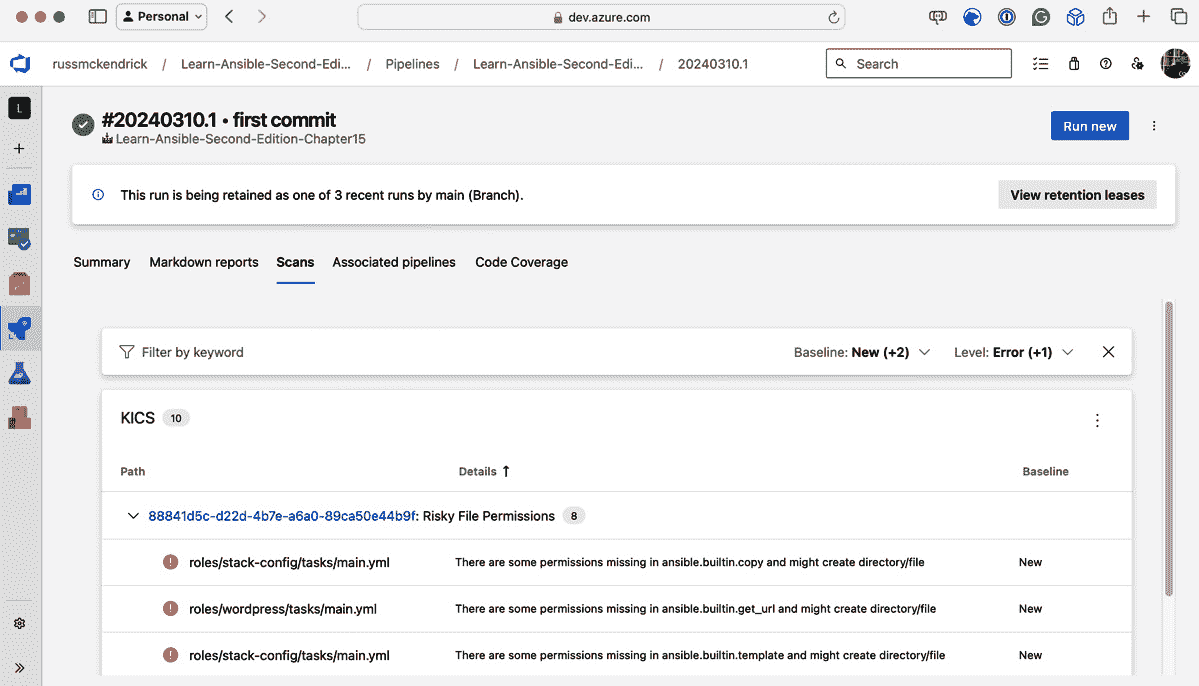 Personal
dev.azure.com
russmckendrick / Learn-Ansible-Second-Edi... / Pipelines / Learn-Ansible-Second-Edi... / 20240310.1
Search
L
#20240310.1 • first commit
Learn-Ansible-Second-Edition-Chapter15
Run new
This run is being retained as one of 3 recent runs by main (Branch).
View retention leases
Summary Markdown reports Scans Associated pipelines Code Coverage
Filter by keyword
Baseline: New (+2)
Level: Error (+1)
KICS 10
Path Details Baseline
88841d5c-d22d-4b7e-a6a0-89ca50e44b9f: Risky File Permissions 8
roles/stack-config/tasks/main.yml There are some permissions missing in ansible.builtin.copy and might create directory/file New
roles/wordpress/tasks/main.yml There are some permissions missing in ansible.builtin.get_url and might create directory/file New
roles/stack-config/tasks/main.yml There are some permissions missing in ansible.builtin.template and might create directory/file New